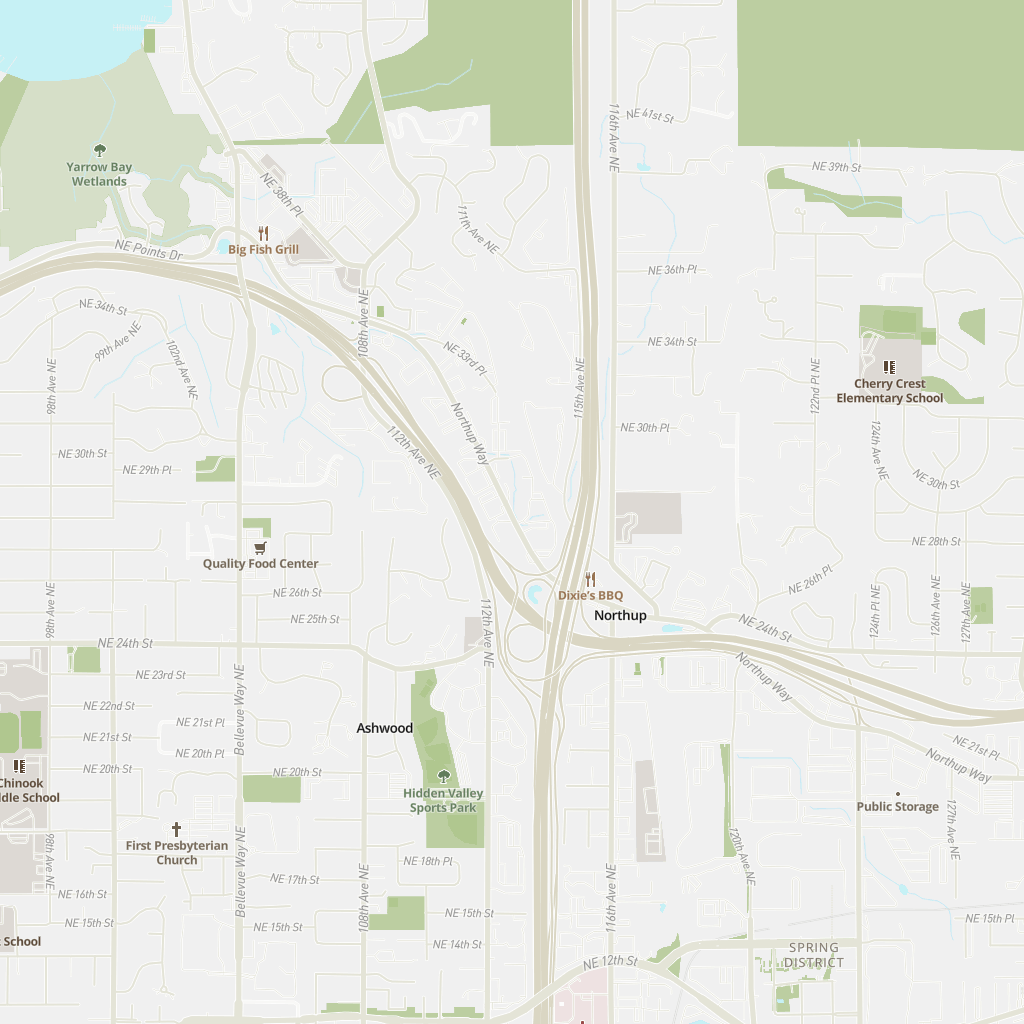 NE 41st St
116th Ave NE
Yarrow Bay
Wetlands
NE 39th St
NE 38th Pl
111th Ave NE
Big Fish Grill
NE Points Dr
NE 36th Pl
NE 34th St
99th Ave NE
102nd Ave NE
108th Ave NE
NE 33rd Pl
NE 34th St
98th Ave NE
115th Ave NE
122nd Pl NE
Cherry Crest
Elementary School
Northup Way
112th Ave NE
NE 30th Pl
124th Ave NE
NE 30th St
NE 29th Pl
NE 30th St
NE 28th St
Quality Food Center
NE 26th St
NE 25th St
98th Ave NE
Dixie's BBQ
Northup
NE 26th Pl
124th Pl NE
126th Ave NE
127th Ave NE
112th Ave NE
NE 24th St
NE 24th St
NE 23rd St
Northup Way
NE 22nd St
NE 21st Pl
NE 21st St
NE 20th Pl
Bellevue Way NE
Ashwood
NE 21st Pl
Northup Way
NE 20th St
NE 20th St
Chinook
ddle School
Hidden Valley
Sports Park
Public Storage
127th Ave NE
First Presbyterian
Church
98th Ave NE
Bellevue Way NE
120th Ave NE
NE 18th Pl
NE 17th St
NE 16th St
108th Ave NE
116th Ave NE
NE 15th St
NE 15th St
NE 15th St
NE 15th Pl
t School
NE 14th St
NE 12th St
SPRING
DISTRICT